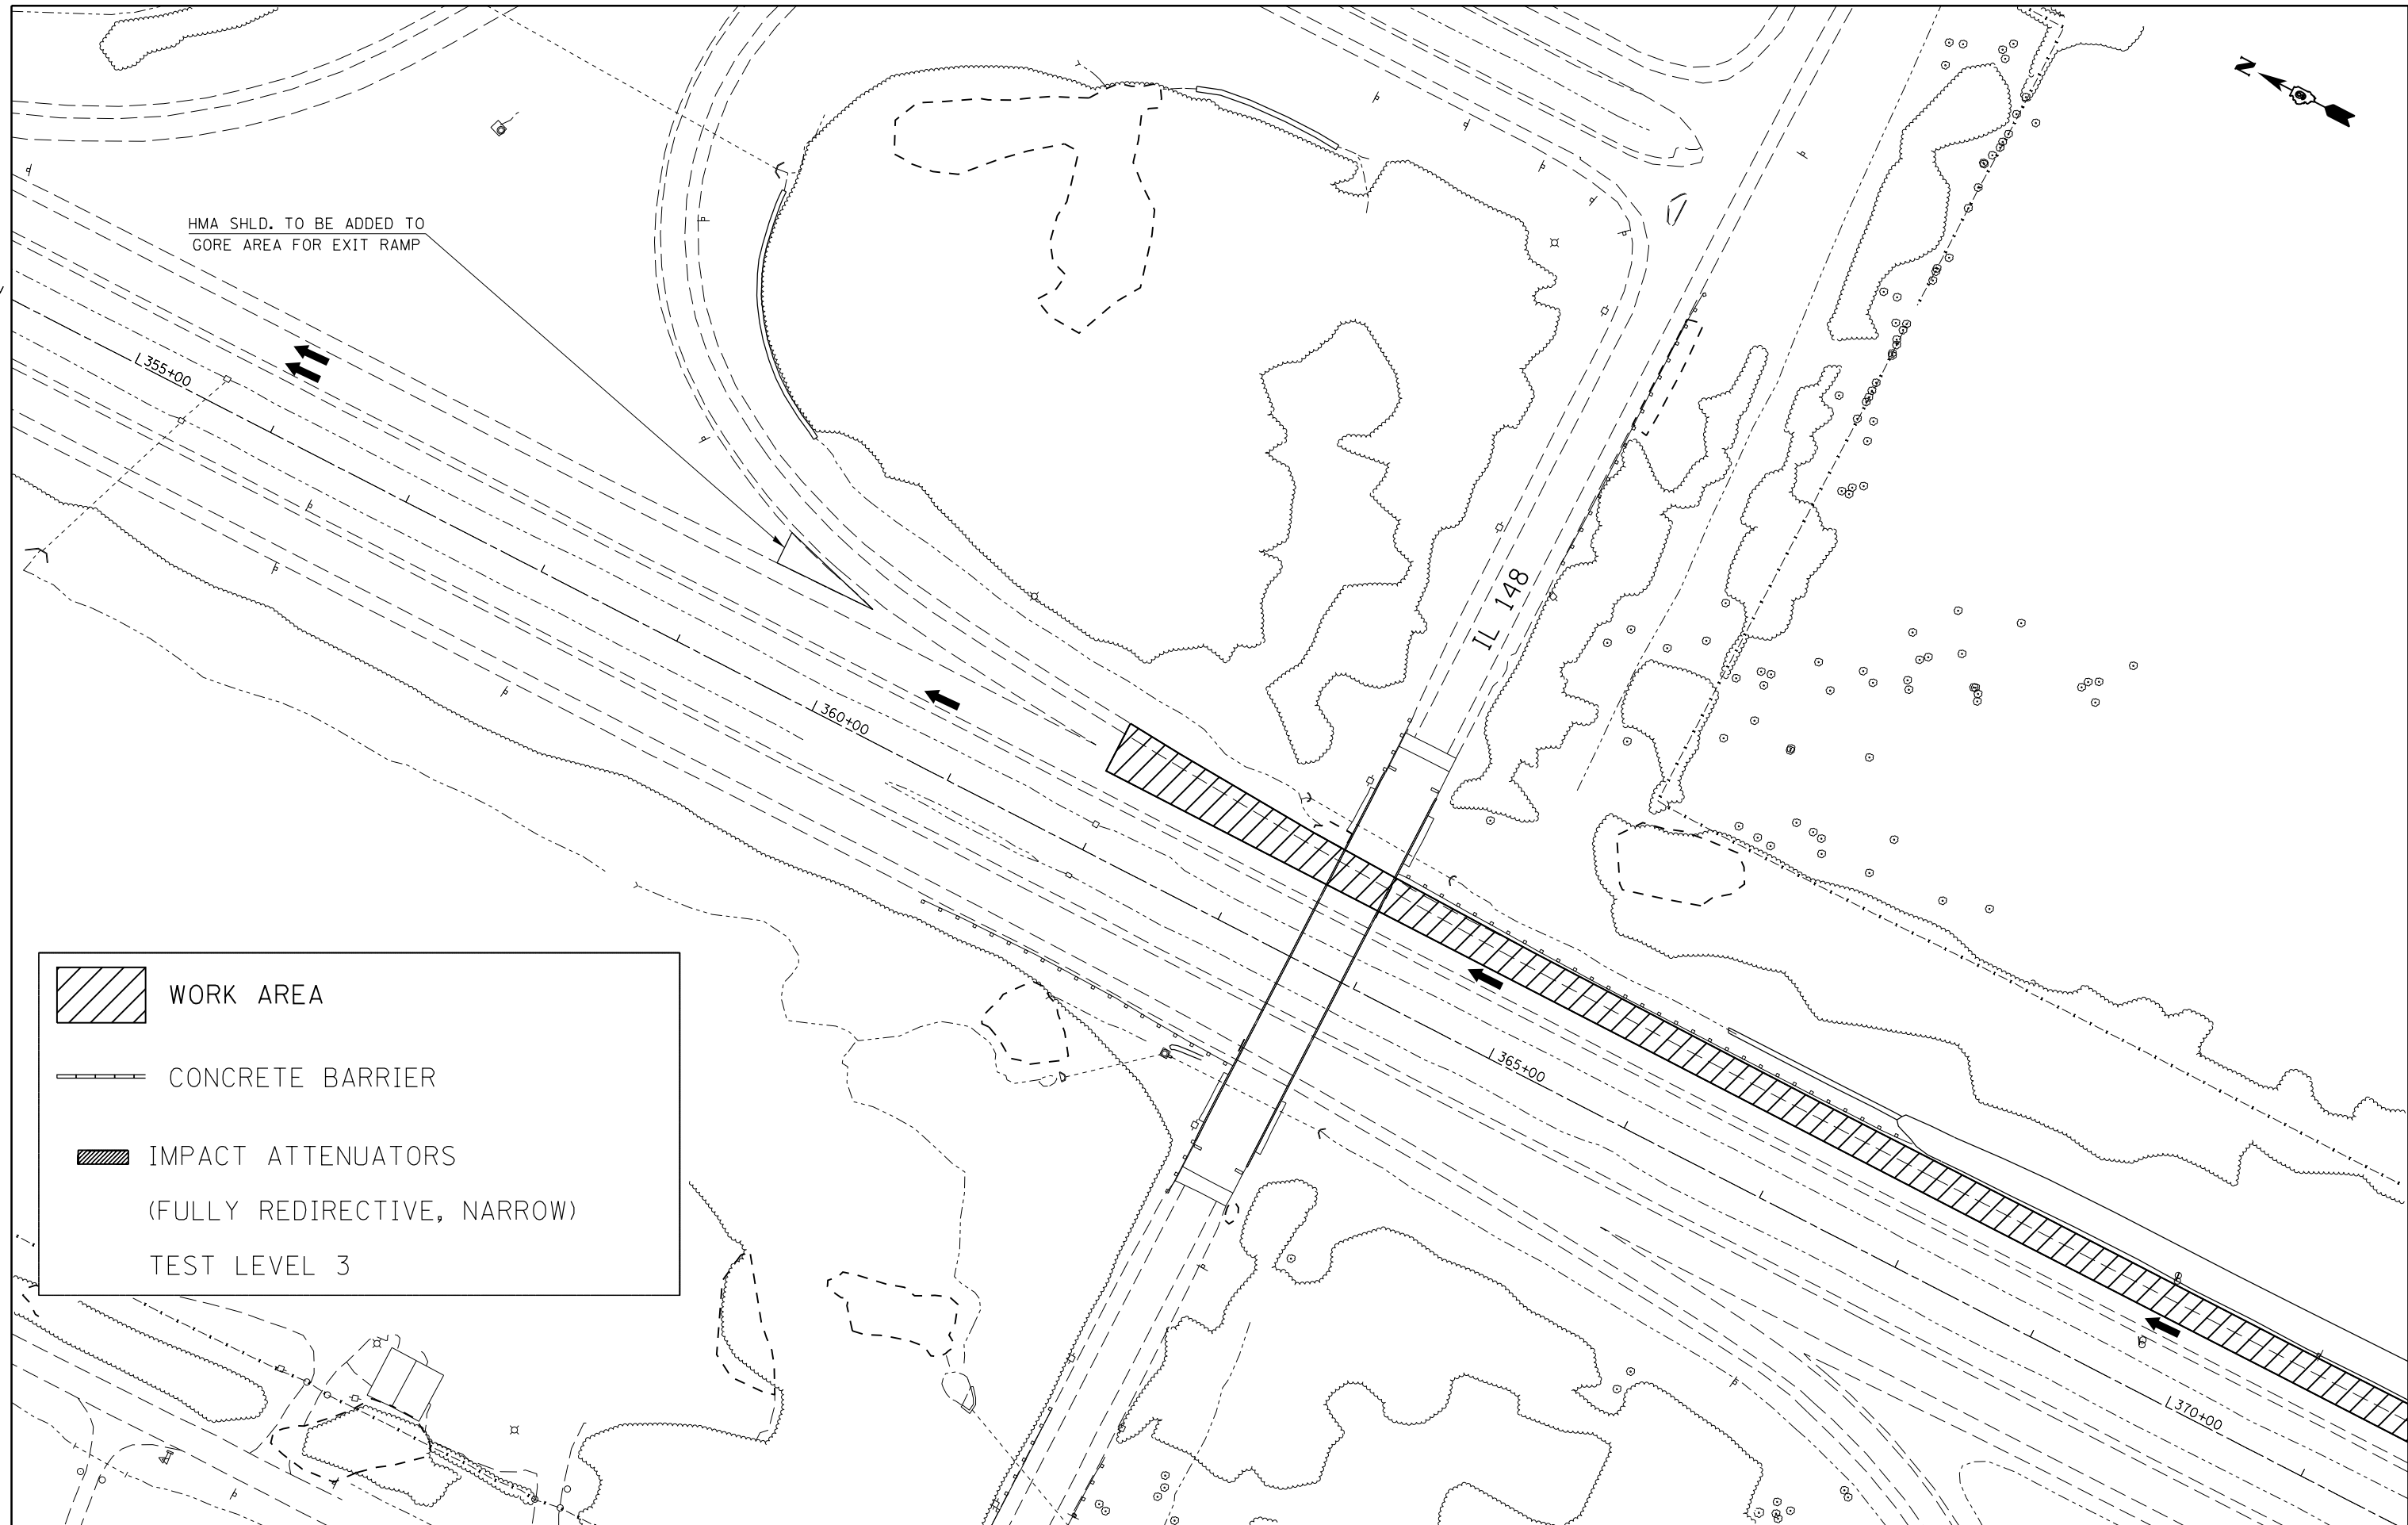 N
HMA SHLD. TO BE ADDED TO
GORE AREA FOR EXIT RAMP
355+00
IL 148
360+00
365+00
370+00
WORK AREA
CONCRETE BARRIER
IMPACT ATTENUATORS
(FULLY REDIRECTIVE, NARROW)
TEST LEVEL 3